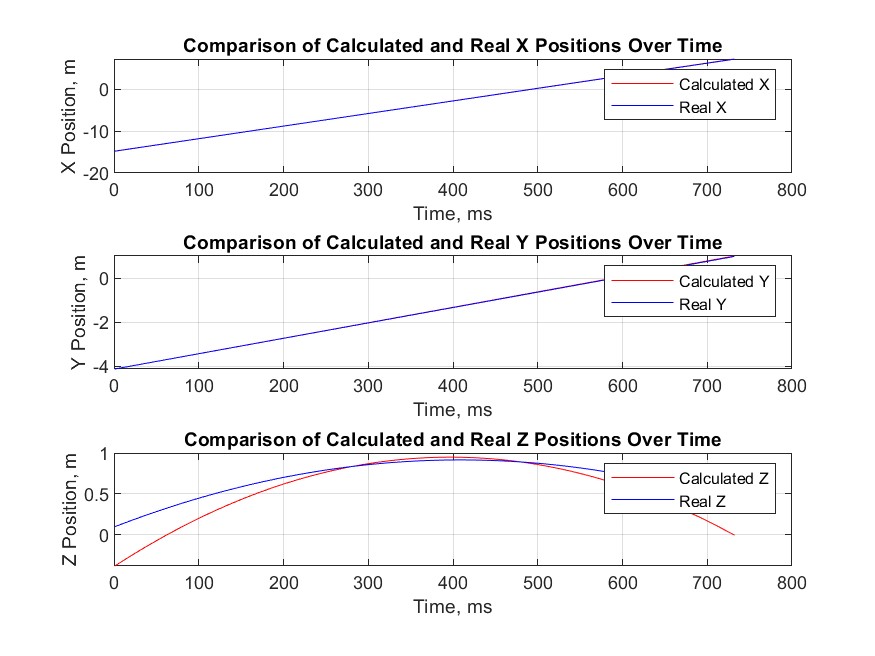 Comparison of Calculated and Real X Positions Over Time
X Position, m
0
-10
-20
Calculated X
Real X
0 100 200 300 400 500 600 700 800
Time, ms
Comparison of Calculated and Real Y Positions Over Time
Y Position, m
0
-2
-4
Calculated Y
Real Y
0 100 200 300 400 500 600 700 800
Time, ms
Comparison of Calculated and Real Z Positions Over Time
Z Position, m
1
0.5
0
Calculated Z
Real Z
0 100 200 300 400 500 600 700 800
Time, ms